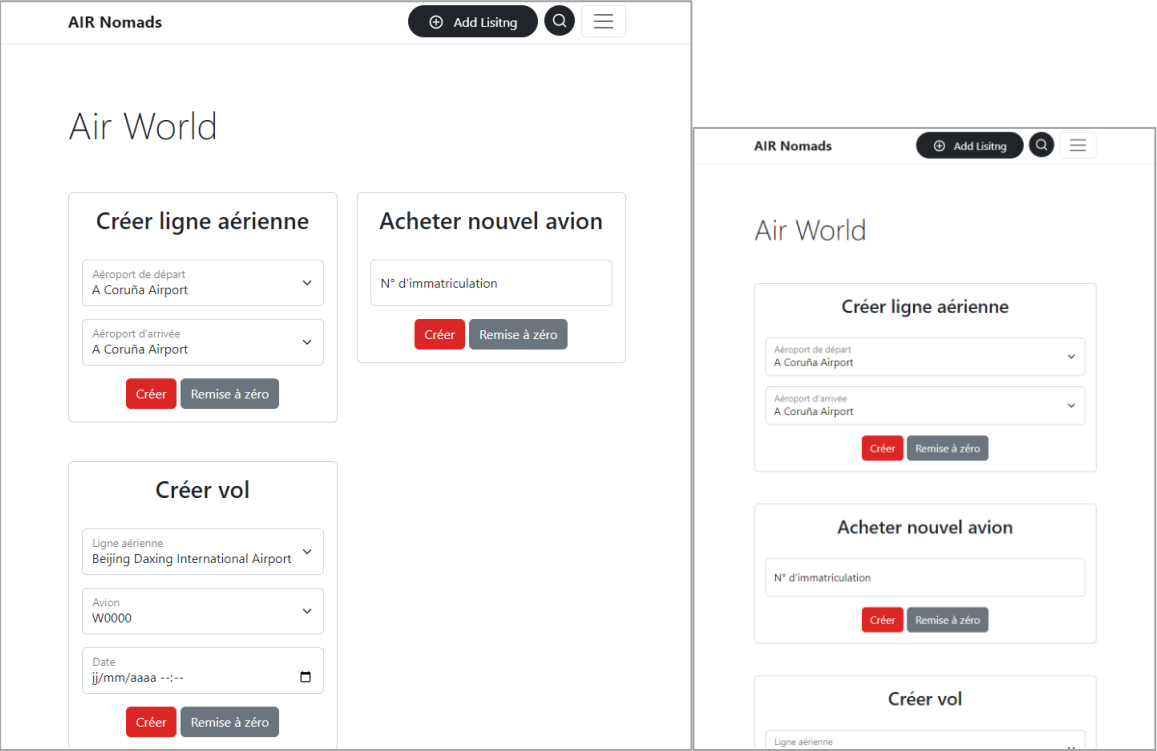 AIR Nomads
Add Lisitng
Air World
Créer ligne aérienne
Aéroport de départ
A Coruña Airport
Aéroport d'arrivée
A Coruña Airport
Créer Remise à zéro
Acheter nouvel avion
N° d'immatriculation
Créer Remise à zéro
Créer vol
Ligne aérienne
Beijing Daxing International Airport
Avion
W0000
Date
jj/mm/aaaa --:--
Créer Remise à zéro
AIR Nomads
Add Lisitng
Air World
Créer ligne aérienne
Aéroport de départ
A Coruña Airport
Aéroport d'arrivée
A Coruña Airport
Créer Remise à zéro
Acheter nouvel avion
N° d'immatriculation
Créer Remise à zéro
Créer vol
Ligne aérienne